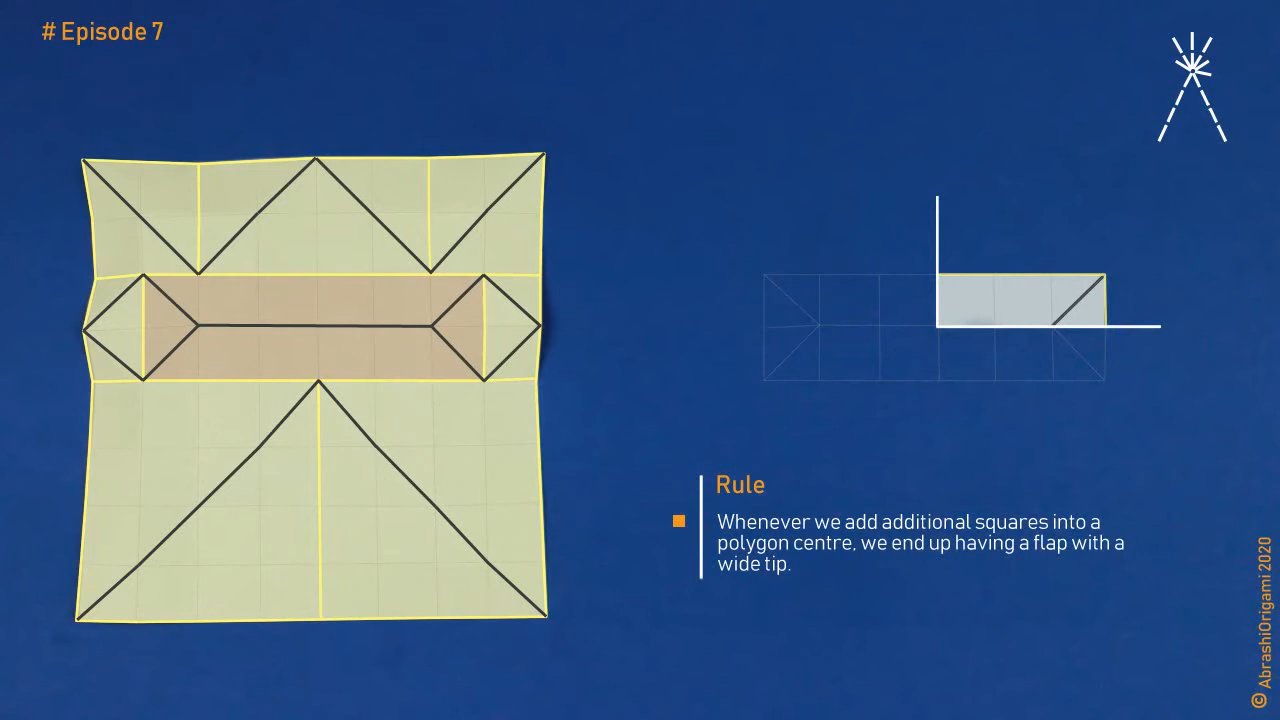 # Episode 7
Rule
Whenever we add additional squares into a
polygon centre, we end up having a flap with a
wide tip.
© AbrashiOrigami 2020